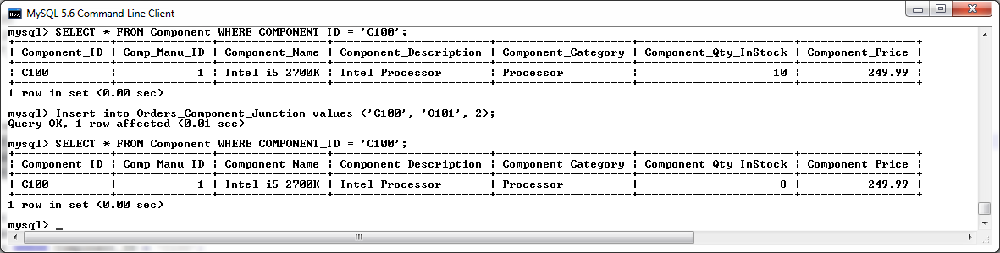 MySQL 5.6 Command Line Client
mysql> SELECT * FROM Component WHERE COMPONENT_ID = 'C100';
| Component_ID | Comp_Manu_ID | Component_Name | Component_Description | Component_Category | Component_Qty_InStock | Component_Price |
| C100 | 1 | Intel i5 2700K | Intel Processor | Processor | 10 | 249.99 |
1 row in set (0.00 sec)
mysql> Insert into Orders_Component_Junction values ('C100', 'O101', 2);
Query OK, 1 row affected (0.01 sec)
mysql> SELECT * FROM Component WHERE COMPONENT_ID = 'C100';
| Component_ID | Comp_Manu_ID | Component_Name | Component_Description | Component_Category | Component_Qty_InStock | Component_Price |
| C100 | 1 | Intel i5 2700K | Intel Processor | Processor | 8 | 249.99 |
1 row in set (0.00 sec)
mysql> _